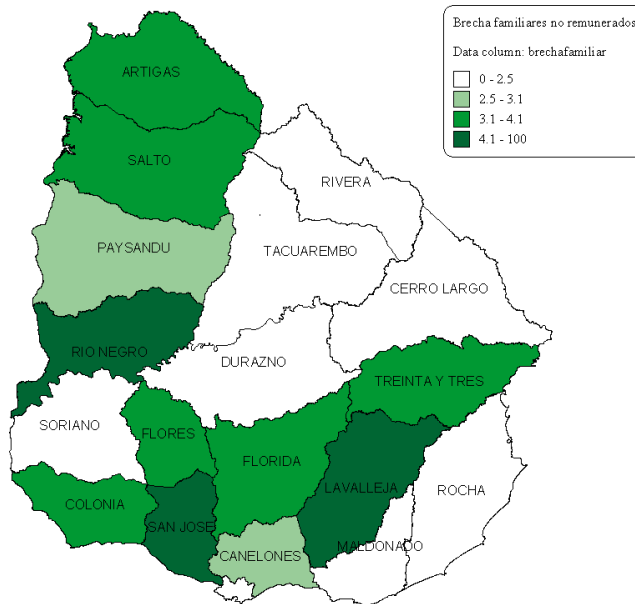 Brecha familiares no remunerados
Data column: brechafamiliar
0 - 2.5
2.5 - 3.1
3.1 - 4.1
4.1 - 100
ARTIGAS
SALTO
RIVERA
PAYSANDU
TACUAREMBO
CERRO LARGO
RIO NEGRO
DURAZNO
TREINTA Y TRES
SORIANO
FLORES
FLORIDA
LAVALLEJA
ROCHA
COLONIA
SAN JOSE
CANELONES
MALDONADO